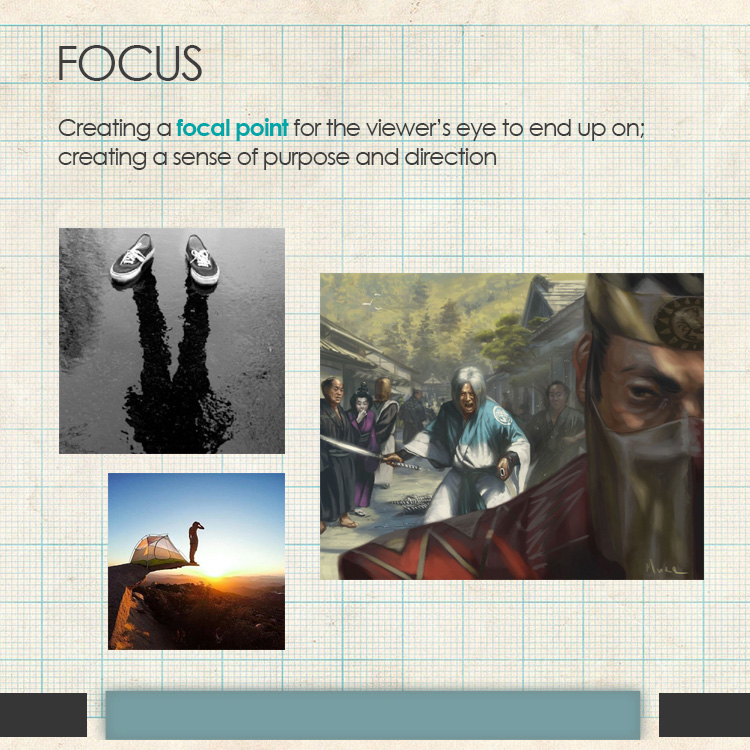 FOCUS
Creating a focal point for the viewer's eye to end up on;
creating a sense of purpose and direction